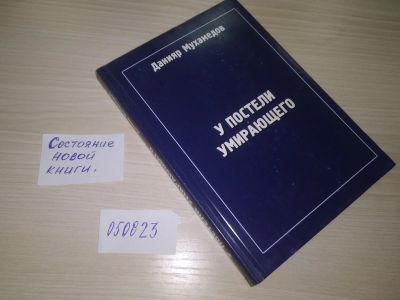 Данияр Мухамедов
У ПОСТЕЛИ
УМИРАЮЩЕГО
Состояние
новой
книги.
050823